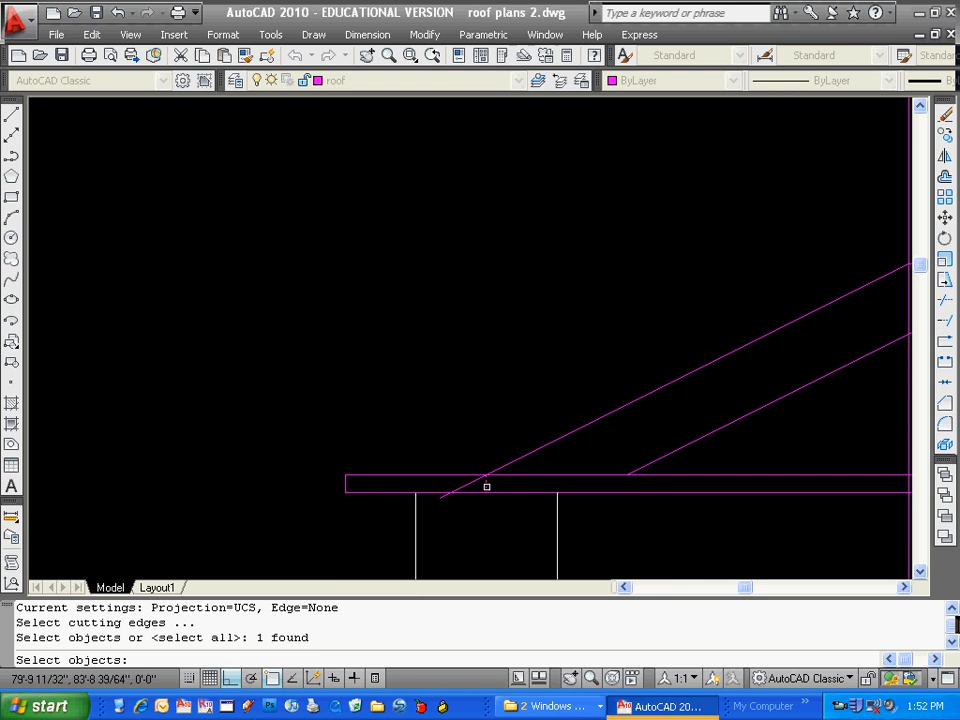 AutoCAD 2010 - EDUCATIONAL VERSION roof plans 2.dwg
Type a keyword or phrase
File Edit View Insert Format Tools Draw Dimension Modify Parametric Window Help Express
Standard Standard Standar
AutoCAD Classic roof ByLayer ByLayer
A
Model Layout1
Current settings: Projection=UCS, Edge=None
Select cutting edges ...
Select objects or <select all>: 1 found
Select objects:
79'-9 11/32", 83'-8 39/64", 0'-0" 1:1 AutoCAD Classic
start 2 Windows ... AutoCAD 20... My Computer 1:52 PM